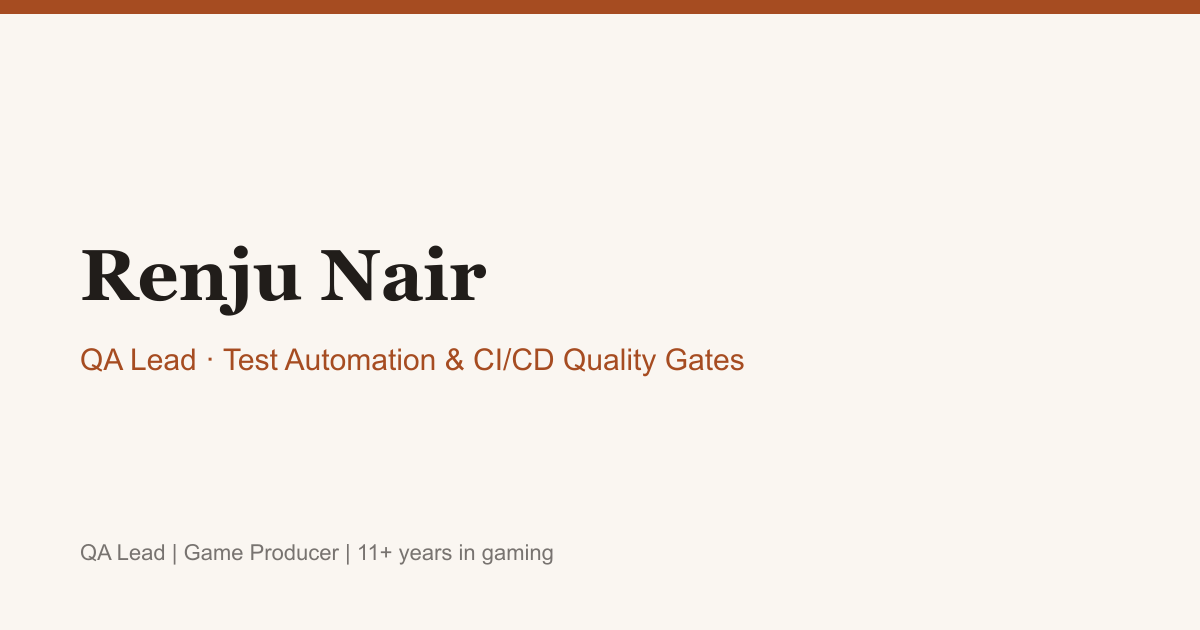 Renju Nair
QA Lead · Test Automation & CI/CD Quality Gates
QA Lead | Game Producer | 11+ years in gaming